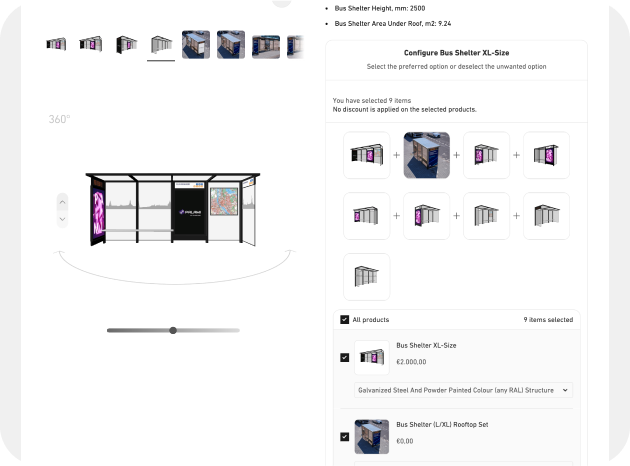 Bus Shelter Height, mm: 2500
Bus Shelter Area Under Roof, m2: 9.24
Configure Bus Shelter XL-Size
Select the preferred option or deselect the unwanted option
You have selected 9 items
No discount is applied on the selected products.
360°
All products
9 items selected
Bus Shelter XL-Size
€2.000,00
Galvanized Steel And Powder Painted Colour (any RAL) Structure
Bus Shelter (L/XL) Rooftop Set
€0,00